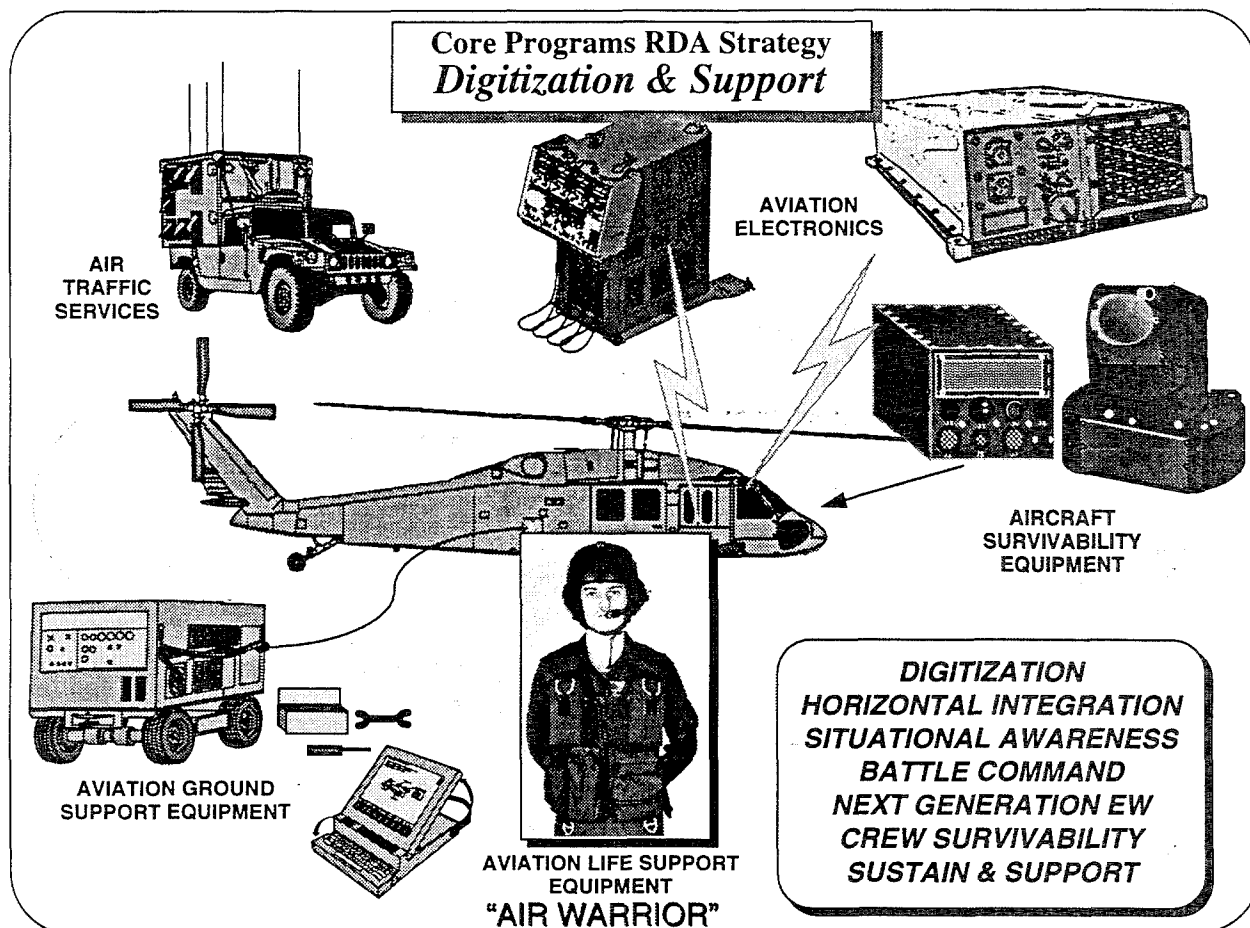 Core Programs RDA Strategy
Digitization & Support
AIR
TRAFFIC
SERVICES
AVIATION
ELECTRONICS
AIRCRAFT
SURVIVABILITY
EQUIPMENT
AVIATION GROUND
SUPPORT EQUIPMENT
AVIATION LIFE SUPPORT
EQUIPMENT
"AIR WARRIOR"
DIGITIZATION
HORIZONTAL INTEGRATION
SITUATIONAL AWARENESS
BATTLE COMMAND
NEXT GENERATION EW
CREW SURVIVABILITY
SUSTAIN & SUPPORT